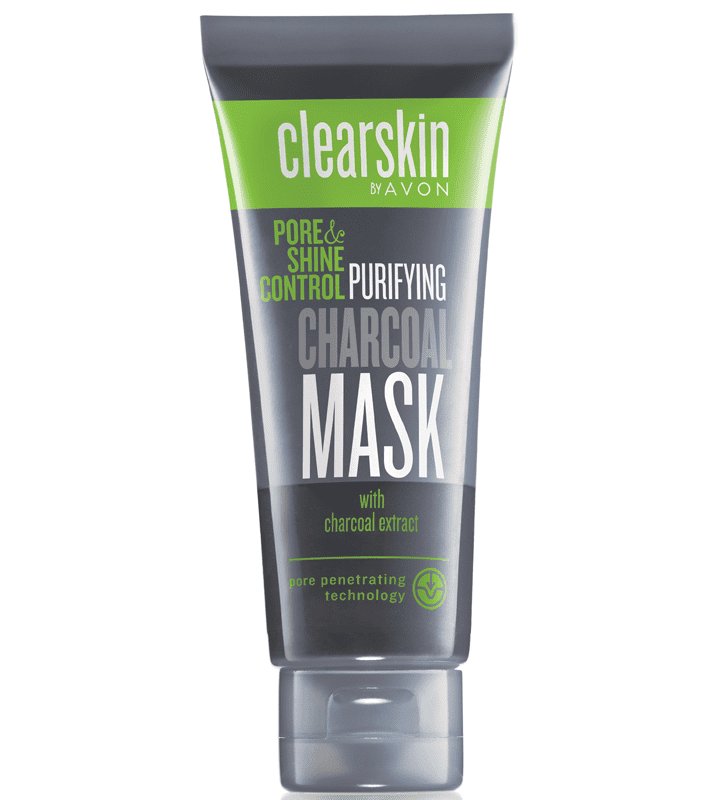 clearskin
BY AVON
PORE &
SHINE
CONTROL PURIFYING
CHARCOAL
MASK
with
charcoal extract
pore penetrating
technology